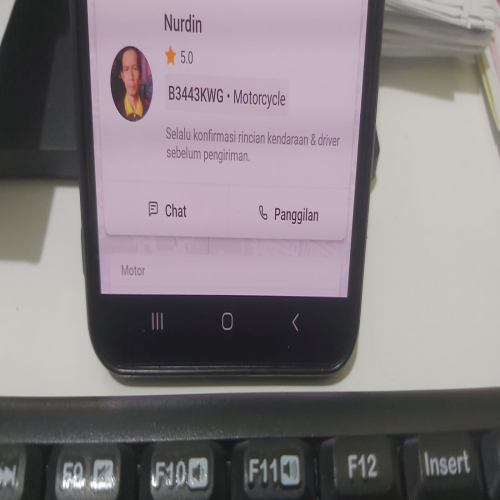 Nurdin
5.0
B3443KWG • Motorcycle
Selalu konfirmasi rincian kendaraan & driver
sebelum pengiriman.
Chat
Panggilan
Motor
F9
F10
F11
F12
Insert